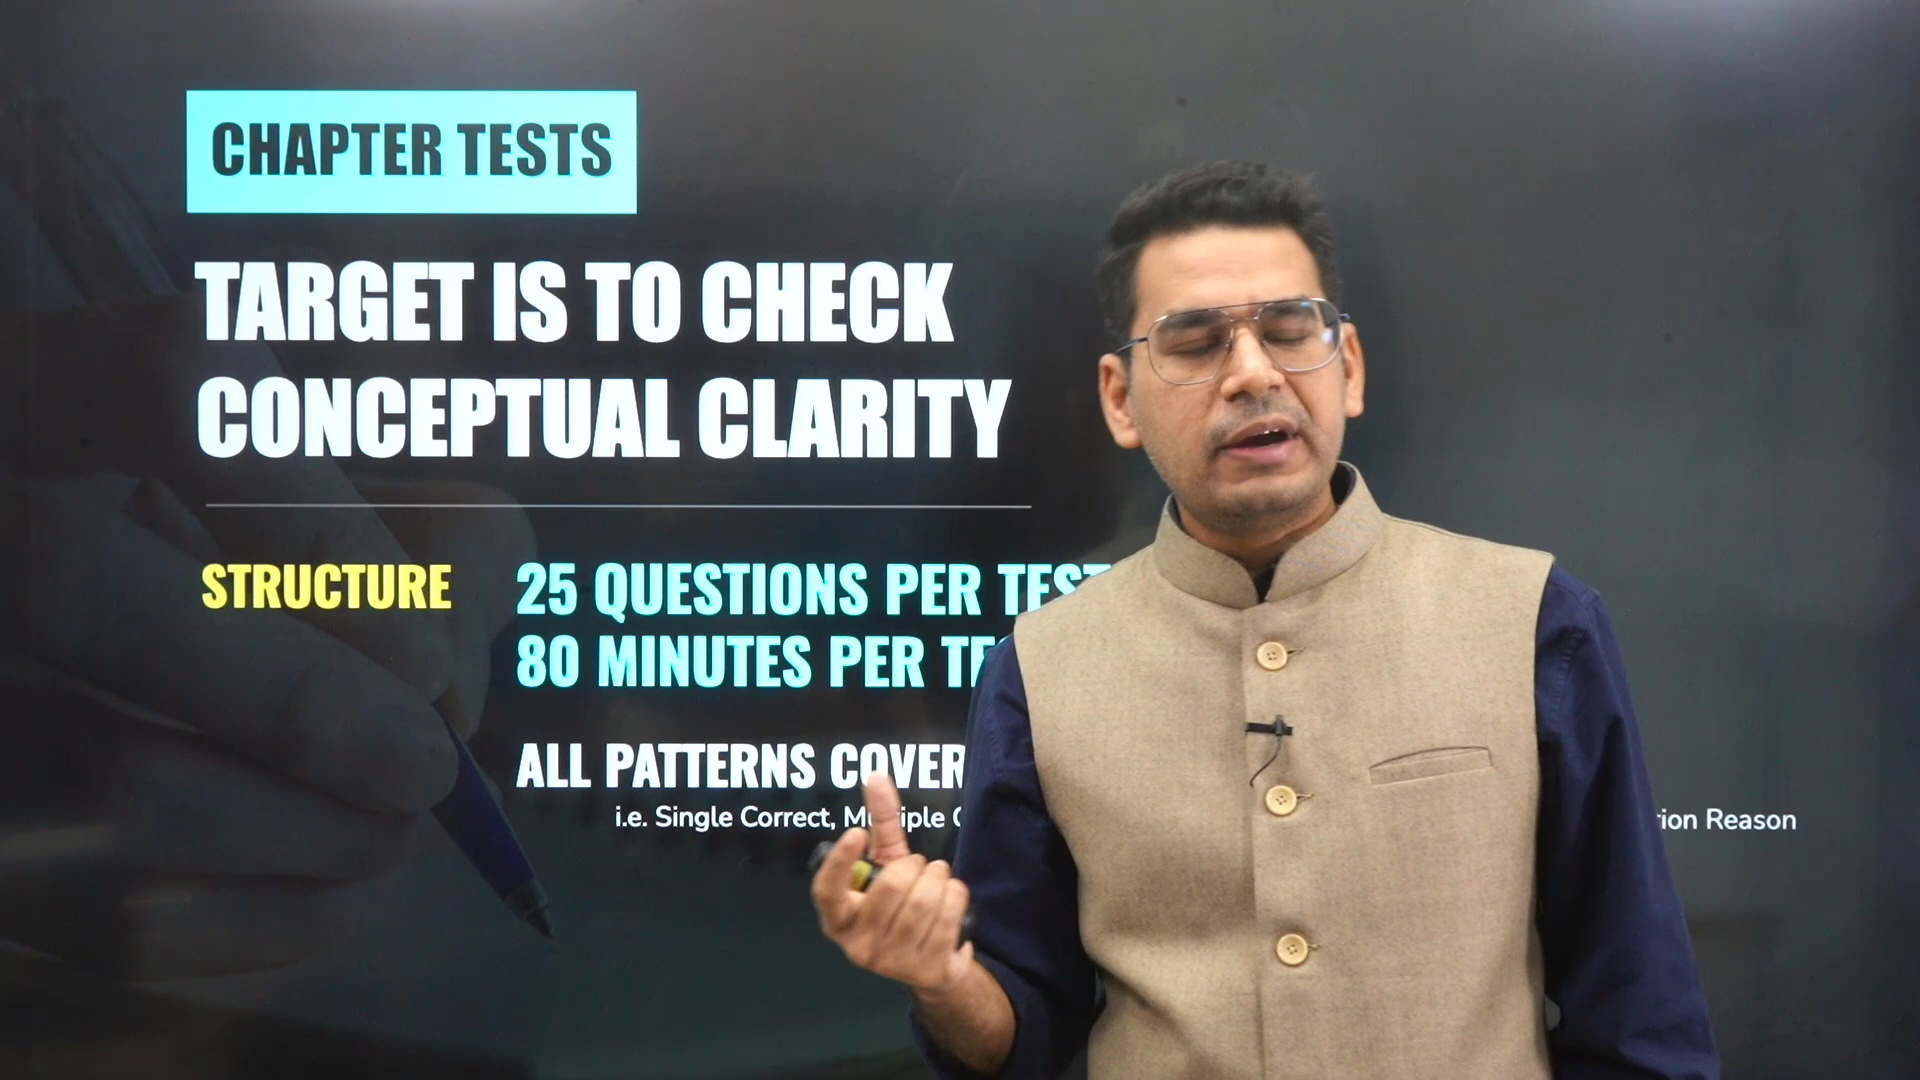 CHAPTER TESTS
TARGET IS TO CHECK
CONCEPTUAL CLARITY
STRUCTURE
25 QUESTIONS PER TEST
80 MINUTES PER
ALL PATTERNS
i.e. Single Correct, Reason